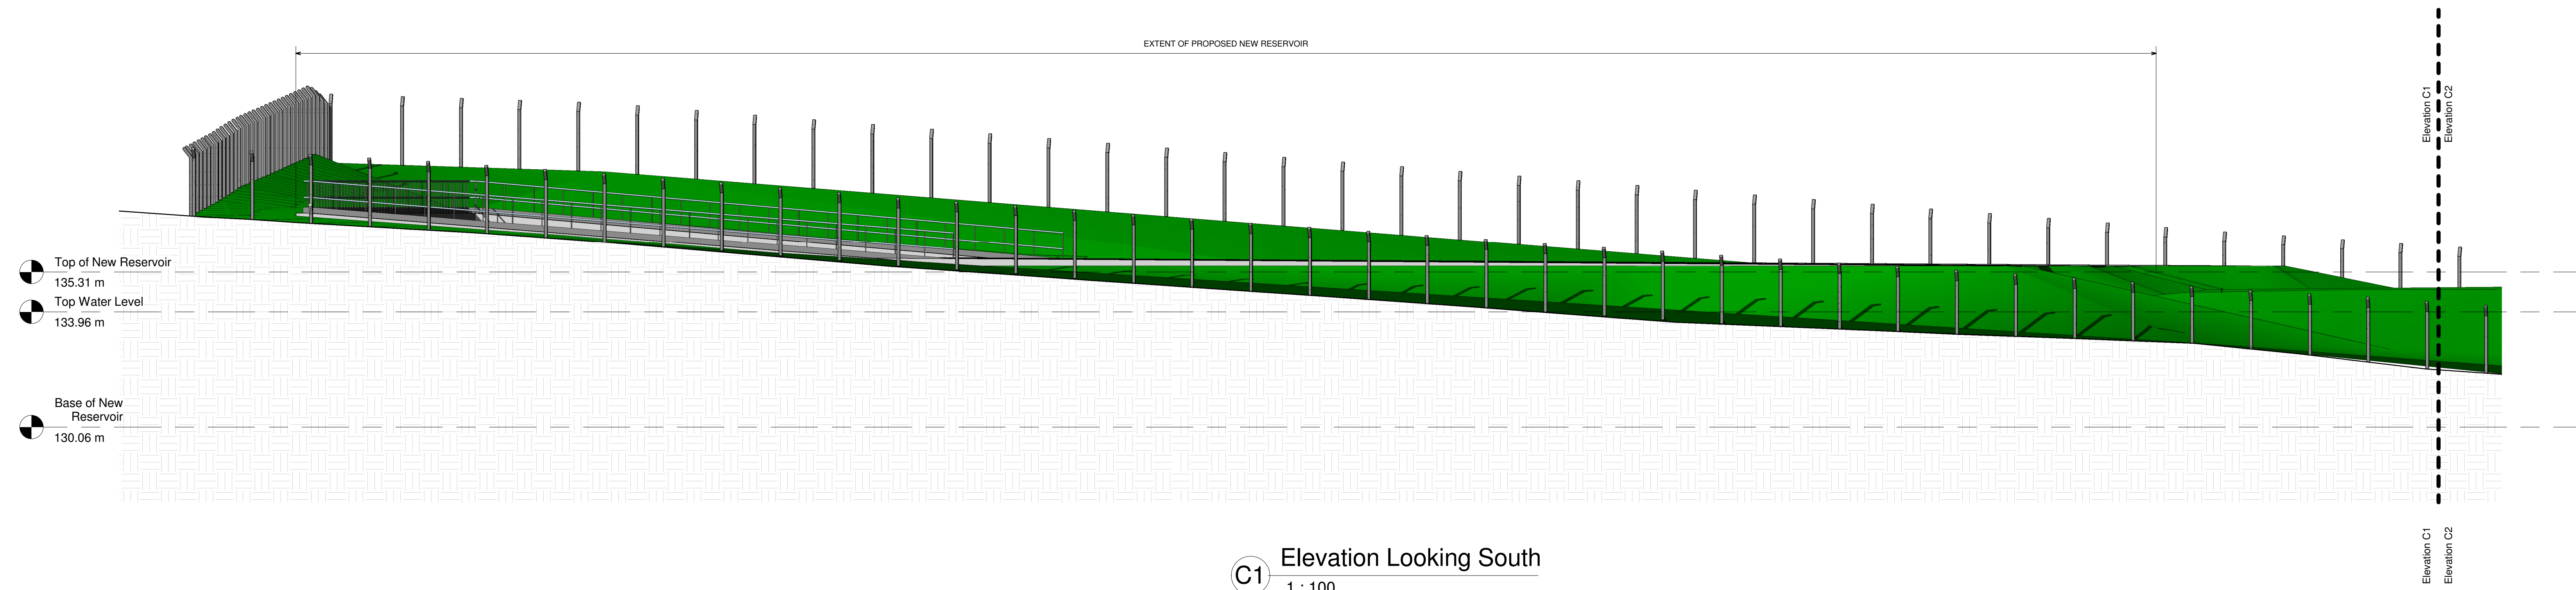 EXTENT OF PROPOSED NEW RESERVOIR
Elevation C1
Elevation C2
Top of New Reservoir
135.31 m
Top Water Level
133.96 m
Base of New
Reservoir
130.06 m
Elevation C1
Elevation C2
C1
Elevation Looking South
1 : 100